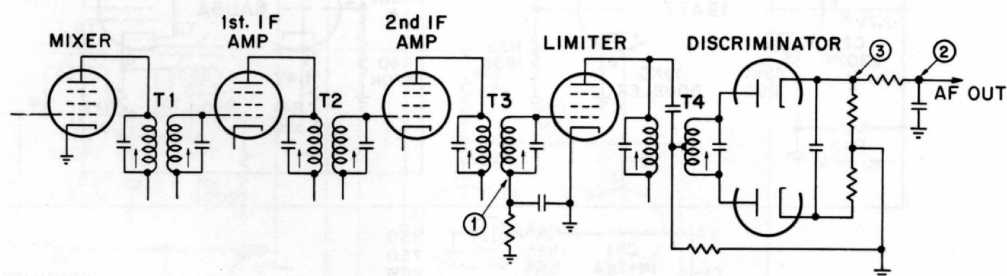 MIXER
1st. IF
AMP
2nd IF
AMP
LIMITER
DISCRIMINATOR
T1
T2
T3
T4
1
3
2
AF OUT